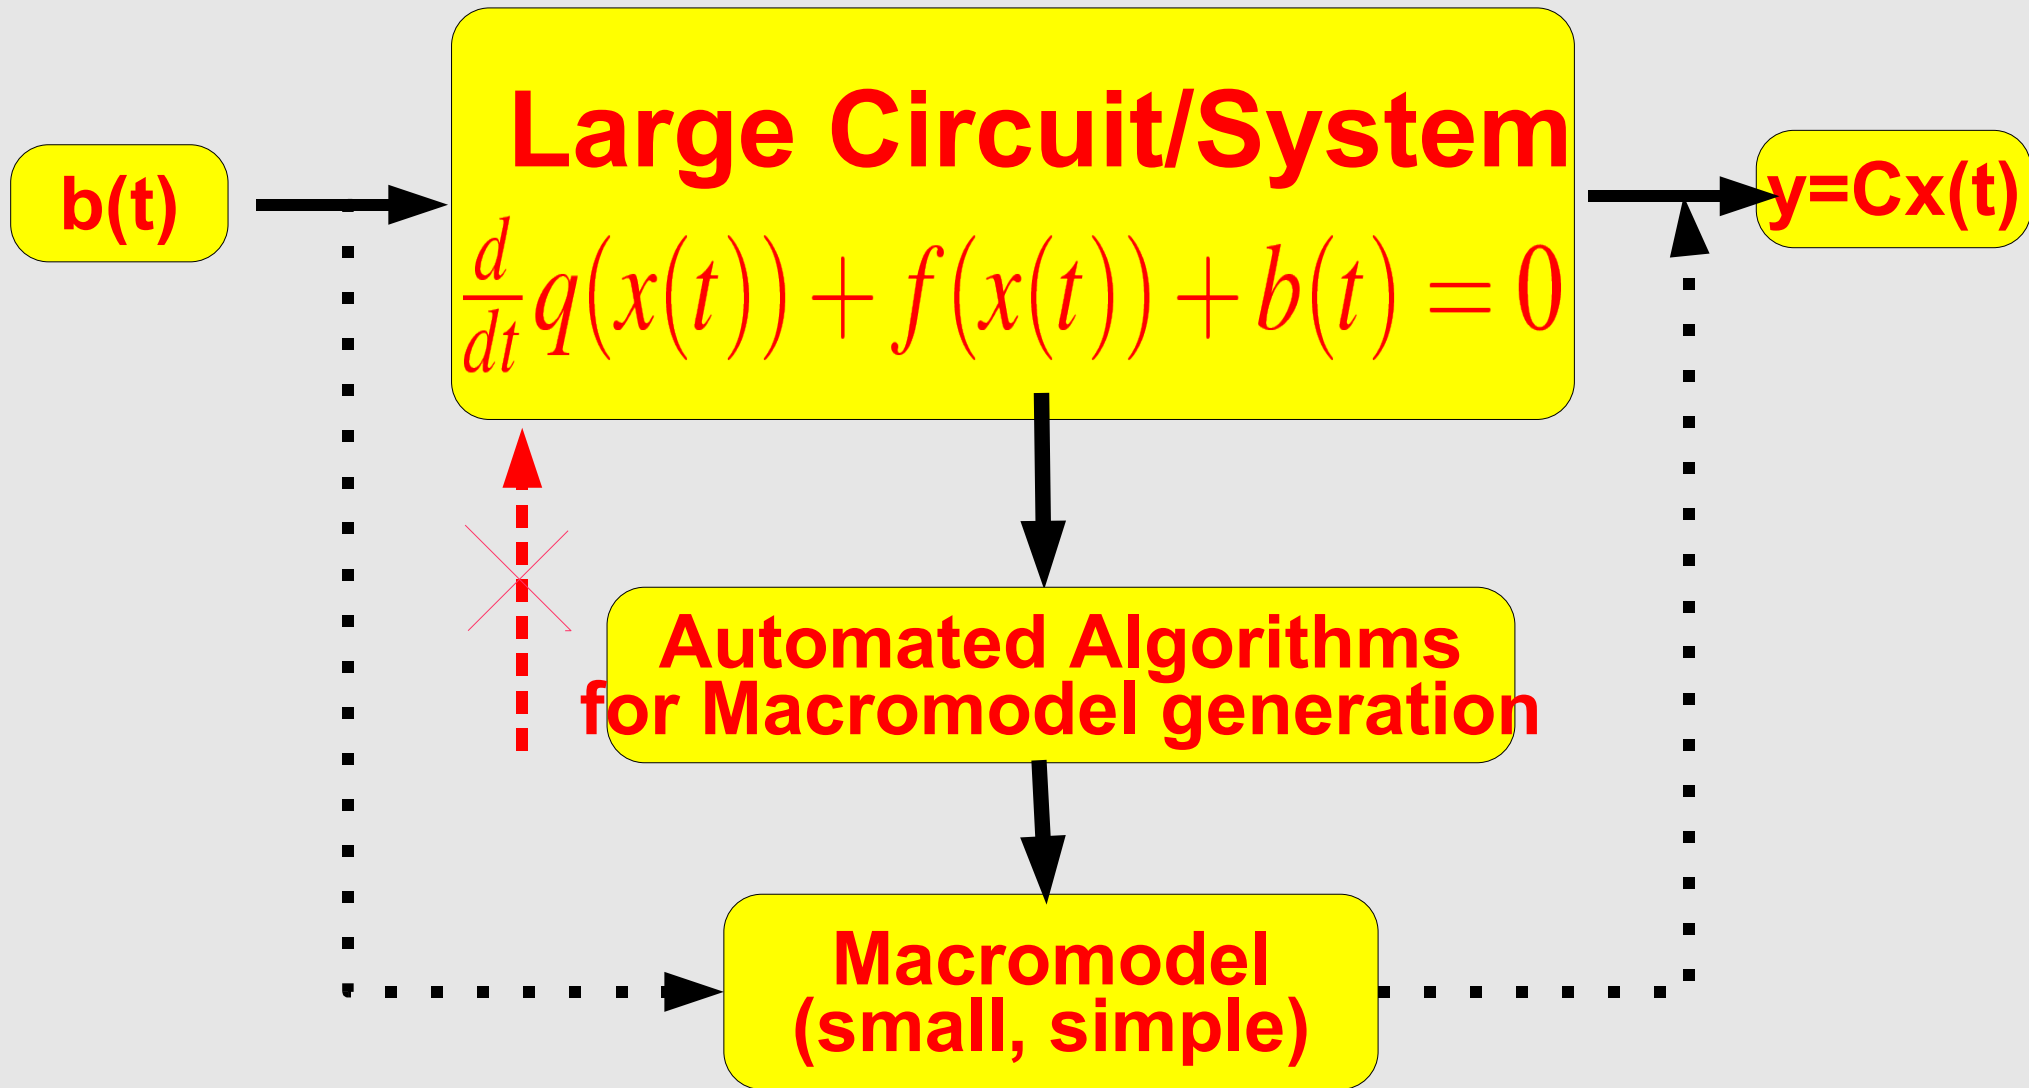 Large Circuit/System
b(t)
y=Cx(t)
d/dt q(x(t)) + f(x(t)) + b(t) = 0
Automated Algorithms
for Macromodel generation
Macromodel
(small, simple)